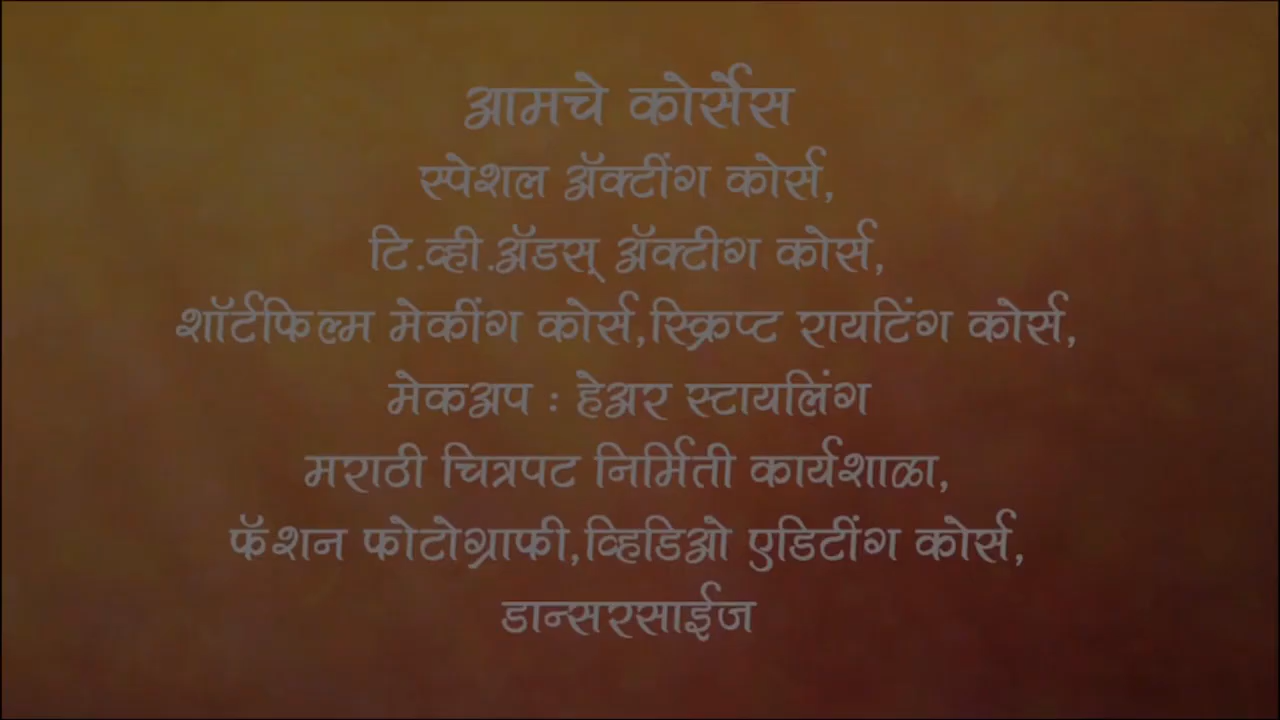 आमचे कोर्सेस
स्पेशल ॲक्टींग कोर्स,
टि.व्ही.ॲडस् ॲक्टीग कोर्स,
शॉर्टफिल्म मेकींग कोर्स,स्क्रिप्ट रायटिंग कोर्स,
मेकअप : हेअर स्टायलिंग
मराठी चित्रपट निर्मिती कार्यशाळा,
फॅशन फोटोग्राफी,व्हिडिओ एडिटींग कोर्स,
डान्सरसाईज